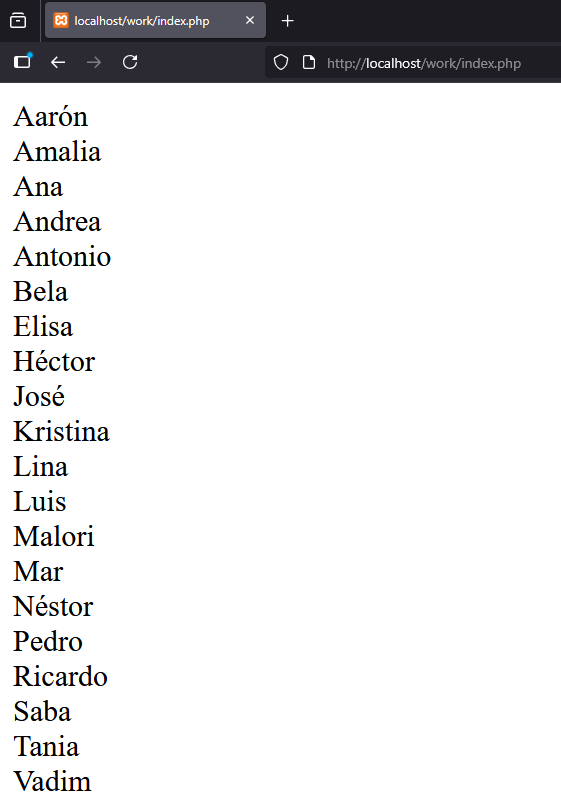 localhost/work/index.php
http://localhost/work/index.php
Aarón
Amalia
Ana
Andrea
Antonio
Bela
Elisa
Héctor
José
Kristina
Lina
Luis
Malori
Mar
Néstor
Pedro
Ricardo
Saba
Tania
Vadim